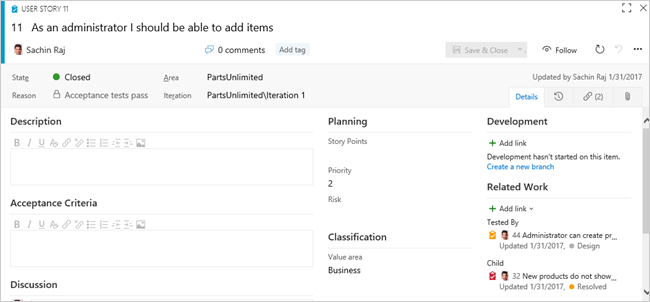 USER STORY 11
11 As an administrator I should be able to add items
Sachin Raj 0 comments Add tag Save & Close Follow
State Closed Area PartsUnlimited Updated by Sachin Raj 1/31/2017
Reason Acceptance tests pass Iteration PartsUnlimited\Iteration 1
Details (2)
Description
B I U
Acceptance Criteria
B I U
Discussion
Planning
Story Points
Priority
2
Risk
Classification
Value area
Business
Development
+ Add link
Development hasn't started on this item.
Create a new branch
Related Work
+ Add link
Tested By
44 Administrator can create pr...
Updated 1/31/2017, Design
Child
32 New products do not show...
Updated 1/31/2017, Resolved